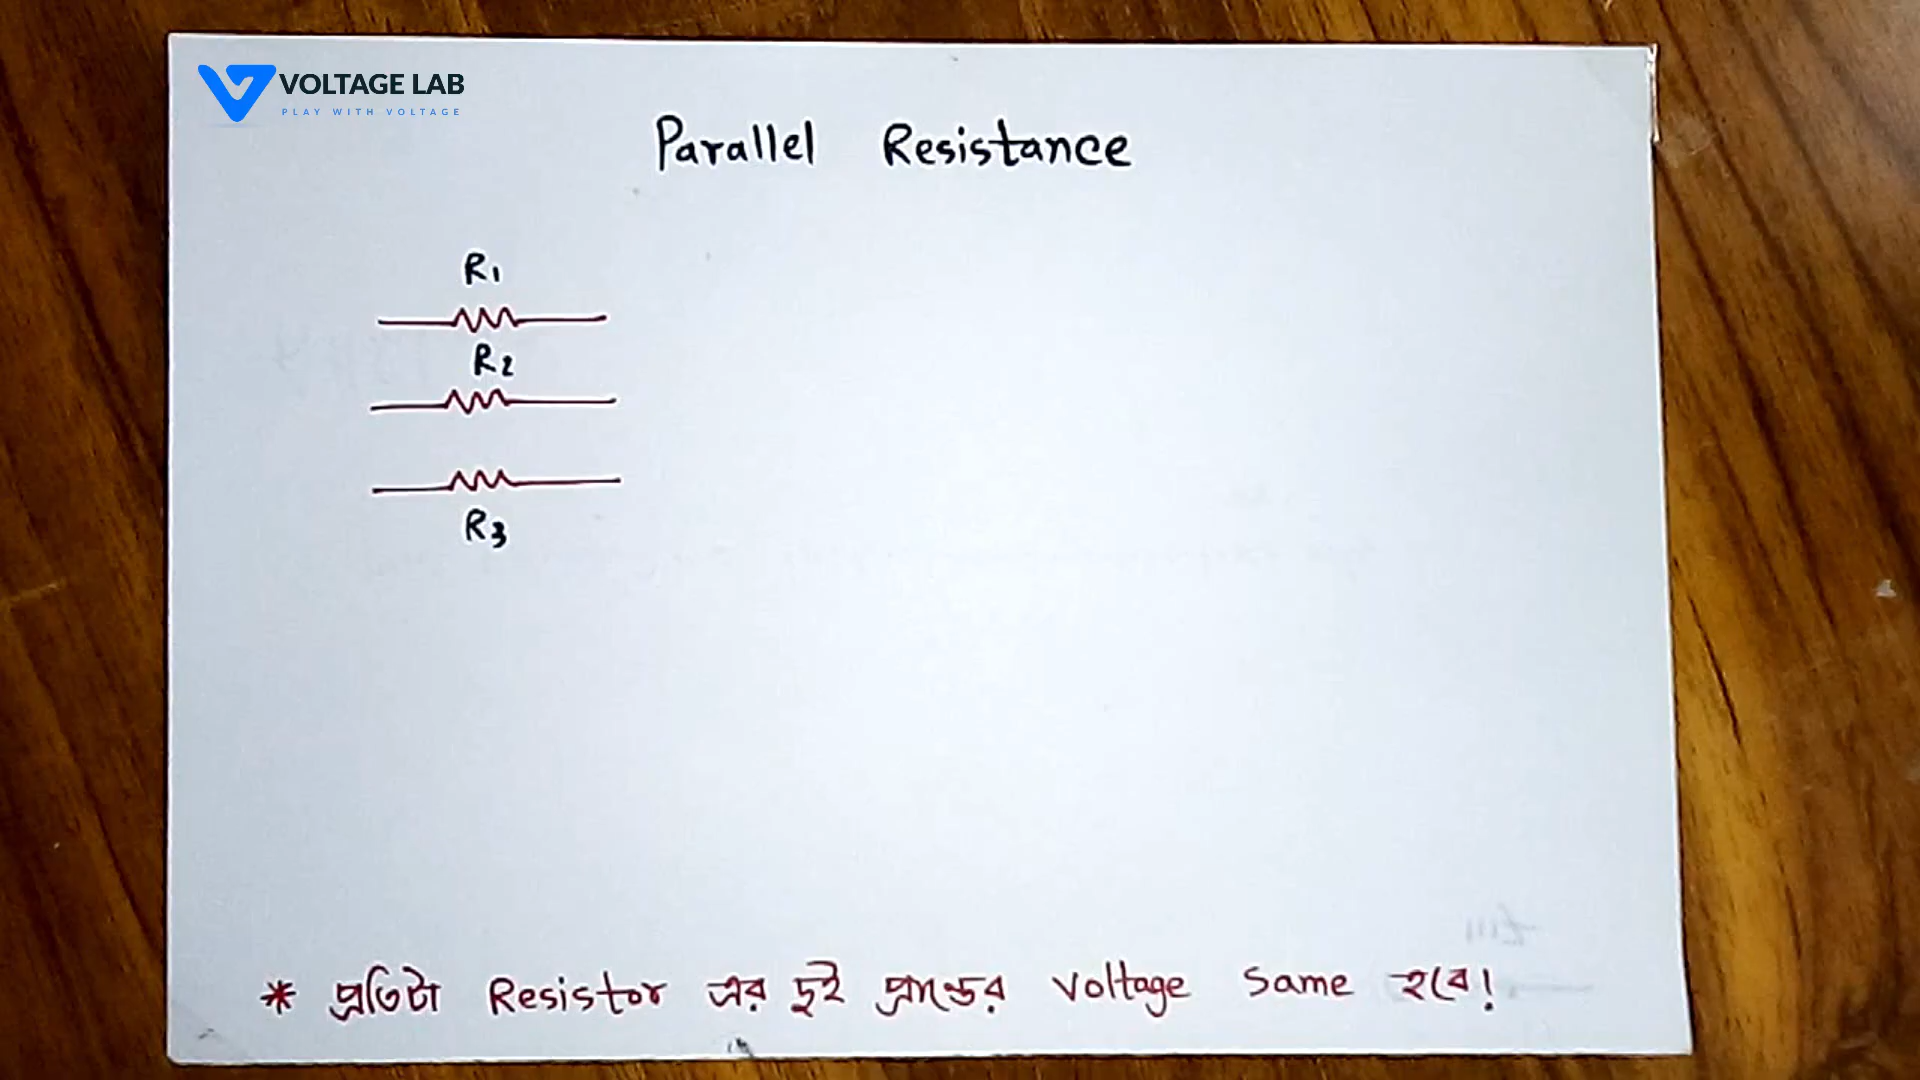 VOLTAGE LAB
PLAY WITH VOLTAGE
Parallel Resistance
R1
R2
R3
* প্রতিটা Resistor এর দুই প্রান্তের Voltage Same হবে!